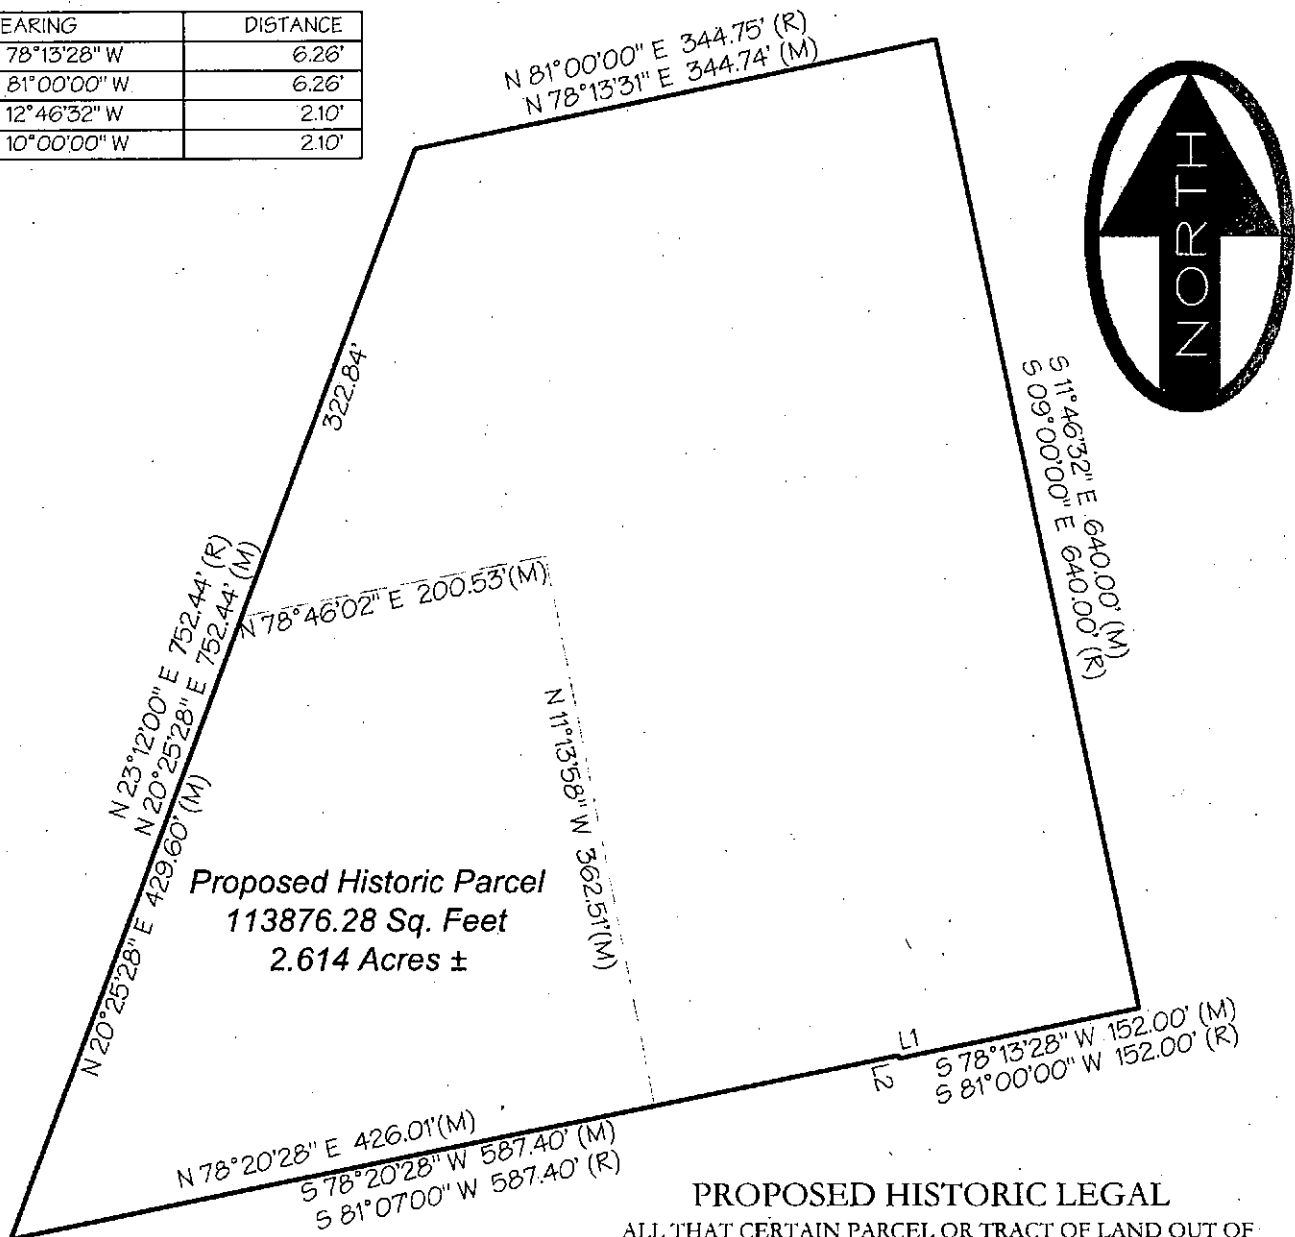 EARING DISTANCE
78°13'28" W 6.26'
81°00'00" W 6.26'
12°46'32" W 2.10'
10°00'00" W 2.10'
N 81°00'00" E 344.75' (R)
N 78°13'31" E 344.74' (M)
NORTH
322.84'
S 11°46'32" E 640.00' (M)
S 09°00'00" E 640.00' (R)
N 23°12'00" E 752.44' (R)
N 20°25'28" E 752.44' (M)
N 20°25'28" E 429.60' (M)
N 78°46'02" E 200.53'(M)
N 11°13'58" W 362.51'(M)
Proposed Historic Parcel
113876.28 Sq. Feet
2.614 Acres ±
L1
L2
S 78°13'28" W 152.00' (M)
S 81°00'00" W 152.00' (R)
N 78°20'28" E 426.01'(M)
S 78°20'28" W 587.40' (M)
S 81°07'00" W 587.40' (R)
PROPOSED HISTORIC LEGAL
ALL THAT CERTAIN PARCEL OR TRACT OF LAND OUT OF